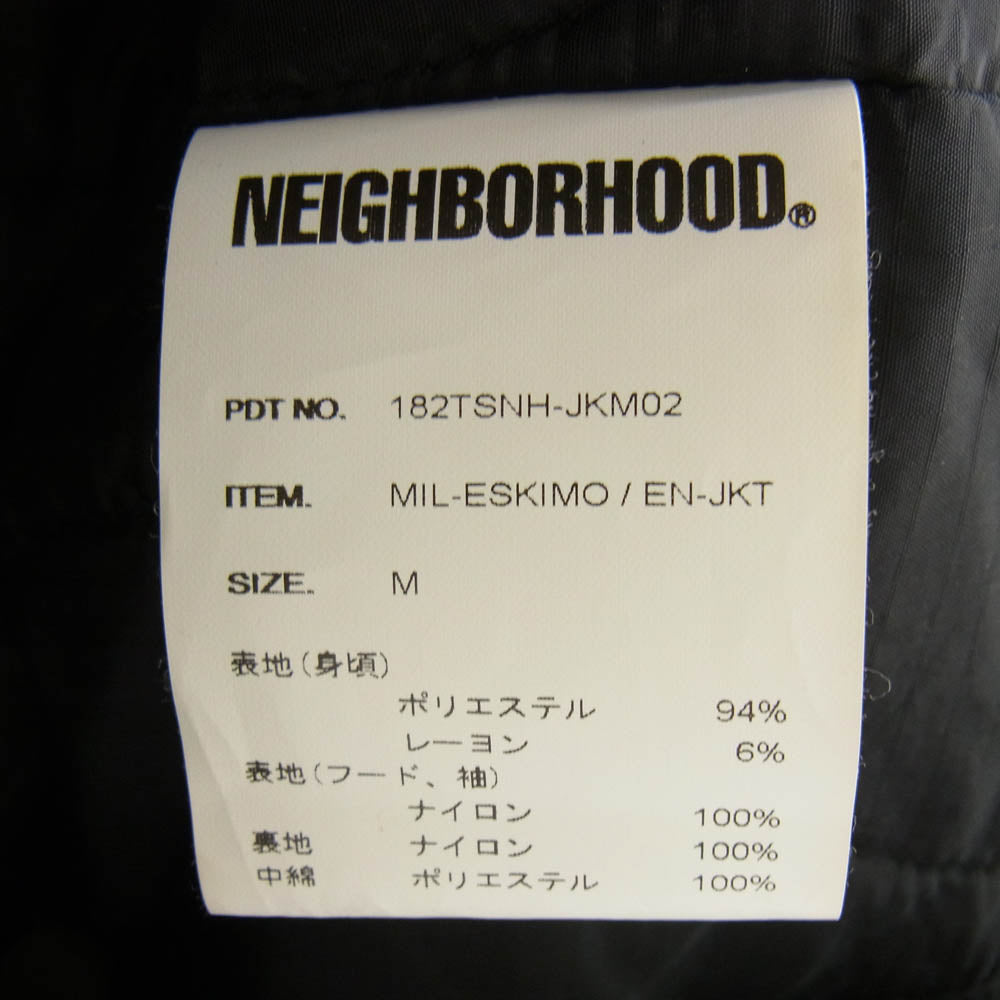 NEIGHBORHOOD®
PDT NO. 182TSNH-JKM02
ITEM. MIL-ESKIMO / EN-JKT
SIZE. M
表地(身頃)
ポリエステル 94%
レーヨン 6%
表地(フード、袖)
ナイロン 100%
裏地 ナイロン 100%
中綿 ポリエステル 100%